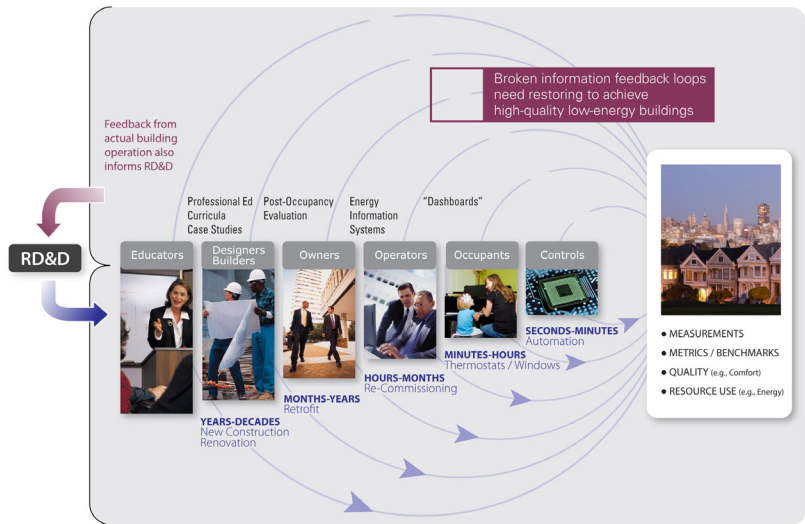 Broken information feedback loops
need restoring to achieve
high-quality low-energy buildings
Feedback from
actual building
operation also
informs RD&D
RD&D
Professional Ed
Curricula
Case Studies
Post-Occupancy
Evaluation
Energy
Information
Systems
“Dashboards”
Educators
Designers
Builders
Owners
Operators
Occupants
Controls
SECONDS-MINUTES
Automation
MINUTES-HOURS
Thermostats / Windows
HOURS-MONTHS
Re-Commissioning
MONTHS-YEARS
Retrofit
YEARS-DECADES
New Construction
Renovation
● MEASUREMENTS
● METRICS / BENCHMARKS
● QUALITY (e.g., Comfort)
● RESOURCE USE (e.g., Energy)